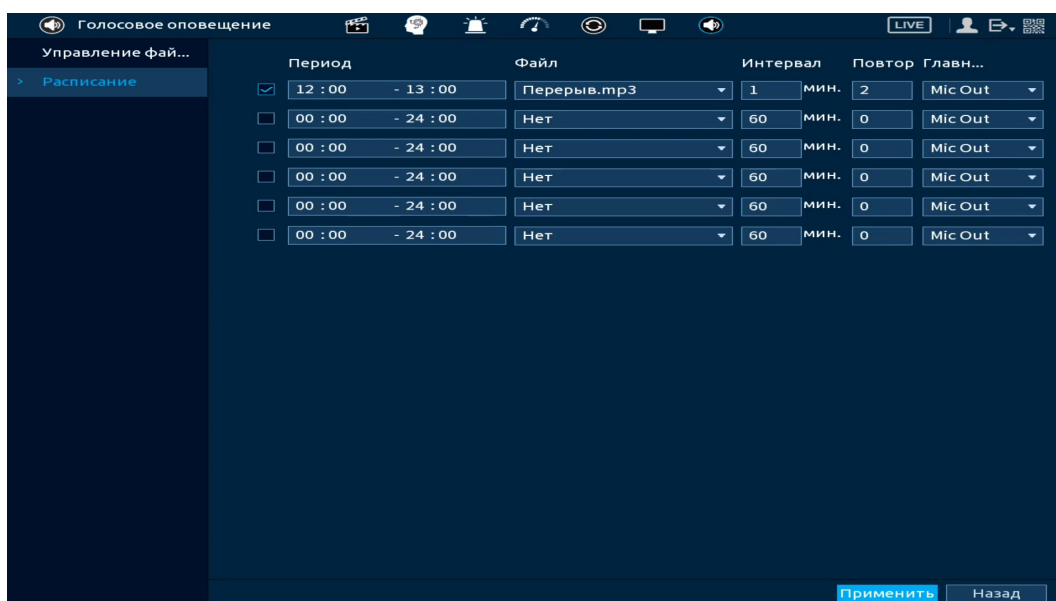 Голосовое оповещение LIVE
Управление фай...
> Расписание
Период Файл Интервал Повтор Главн...
12 : 00 - 13 : 00 Перерыв.mp3 1 мин. 2 Mic Out
00 : 00 - 24 : 00 Нет 60 мин. 0 Mic Out
00 : 00 - 24 : 00 Нет 60 мин. 0 Mic Out
00 : 00 - 24 : 00 Нет 60 мин. 0 Mic Out
00 : 00 - 24 : 00 Нет 60 мин. 0 Mic Out
00 : 00 - 24 : 00 Нет 60 мин. 0 Mic Out
Применить Назад